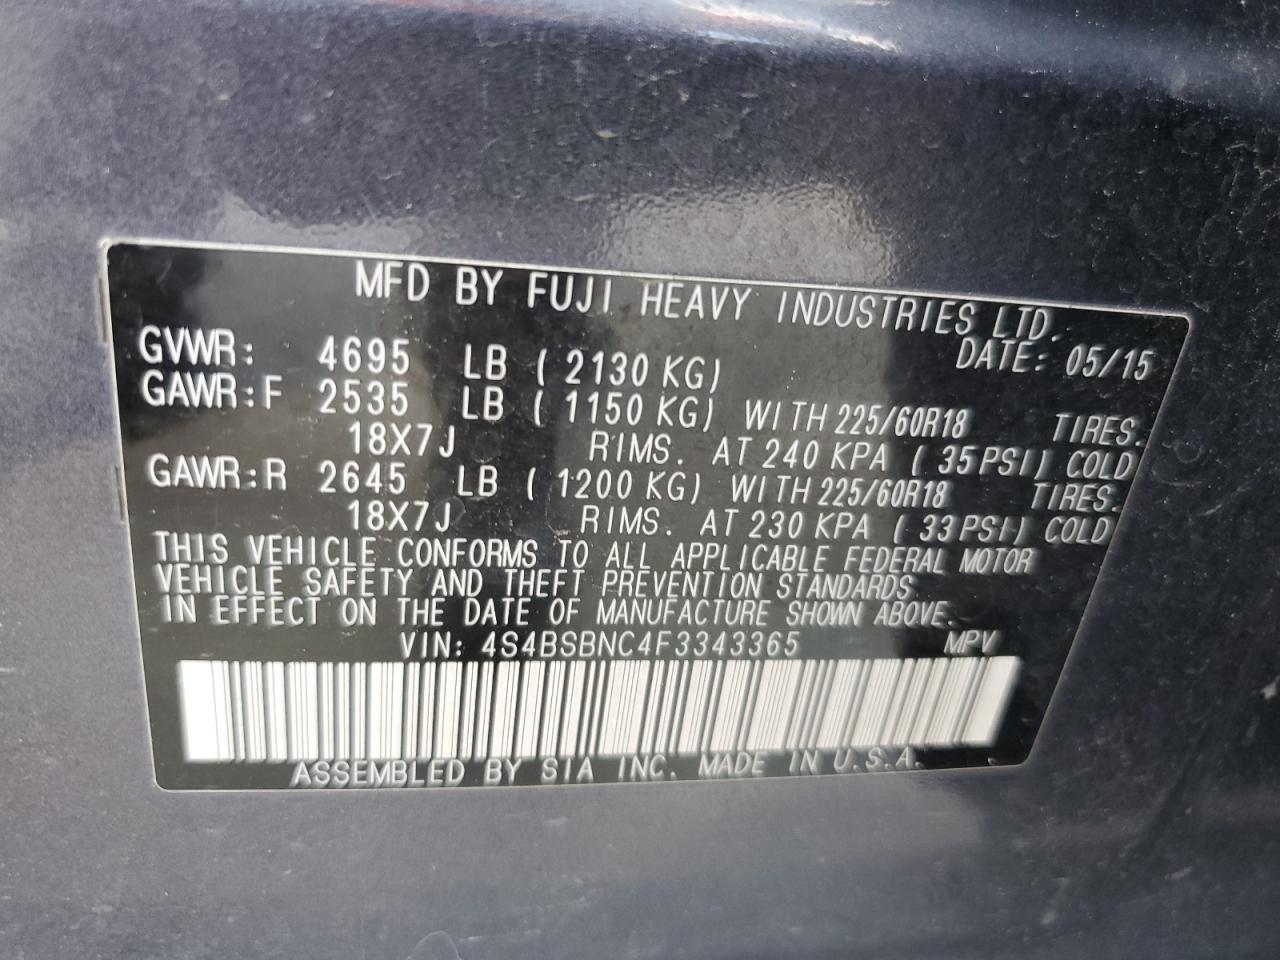 MFD BY FUJI HEAVY INDUSTRIES LTD.
DATE: 05/15
GVWR: 4695 LB ( 2130 KG)
GAWR:F 2535 LB ( 1150 KG) WITH 225/60R18 TIRES.
18X7J RIMS. AT 240 KPA ( 35PSI) COLD
GAWR:R 2645 LB ( 1200 KG) WITH 225/60R18 TIRES.
18X7J RIMS. AT 230 KPA ( 33PSI) COLD
THIS VEHICLE CONFORMS TO ALL APPLICABLE FEDERAL MOTOR
VEHICLE SAFETY AND THEFT PREVENTION STANDARDS
IN EFFECT ON THE DATE OF MANUFACTURE SHOWN ABOVE.
VIN: 4S4BSBNC4F3343365 MPV
ASSEMBLED BY SIA INC. MADE IN U.S.A.